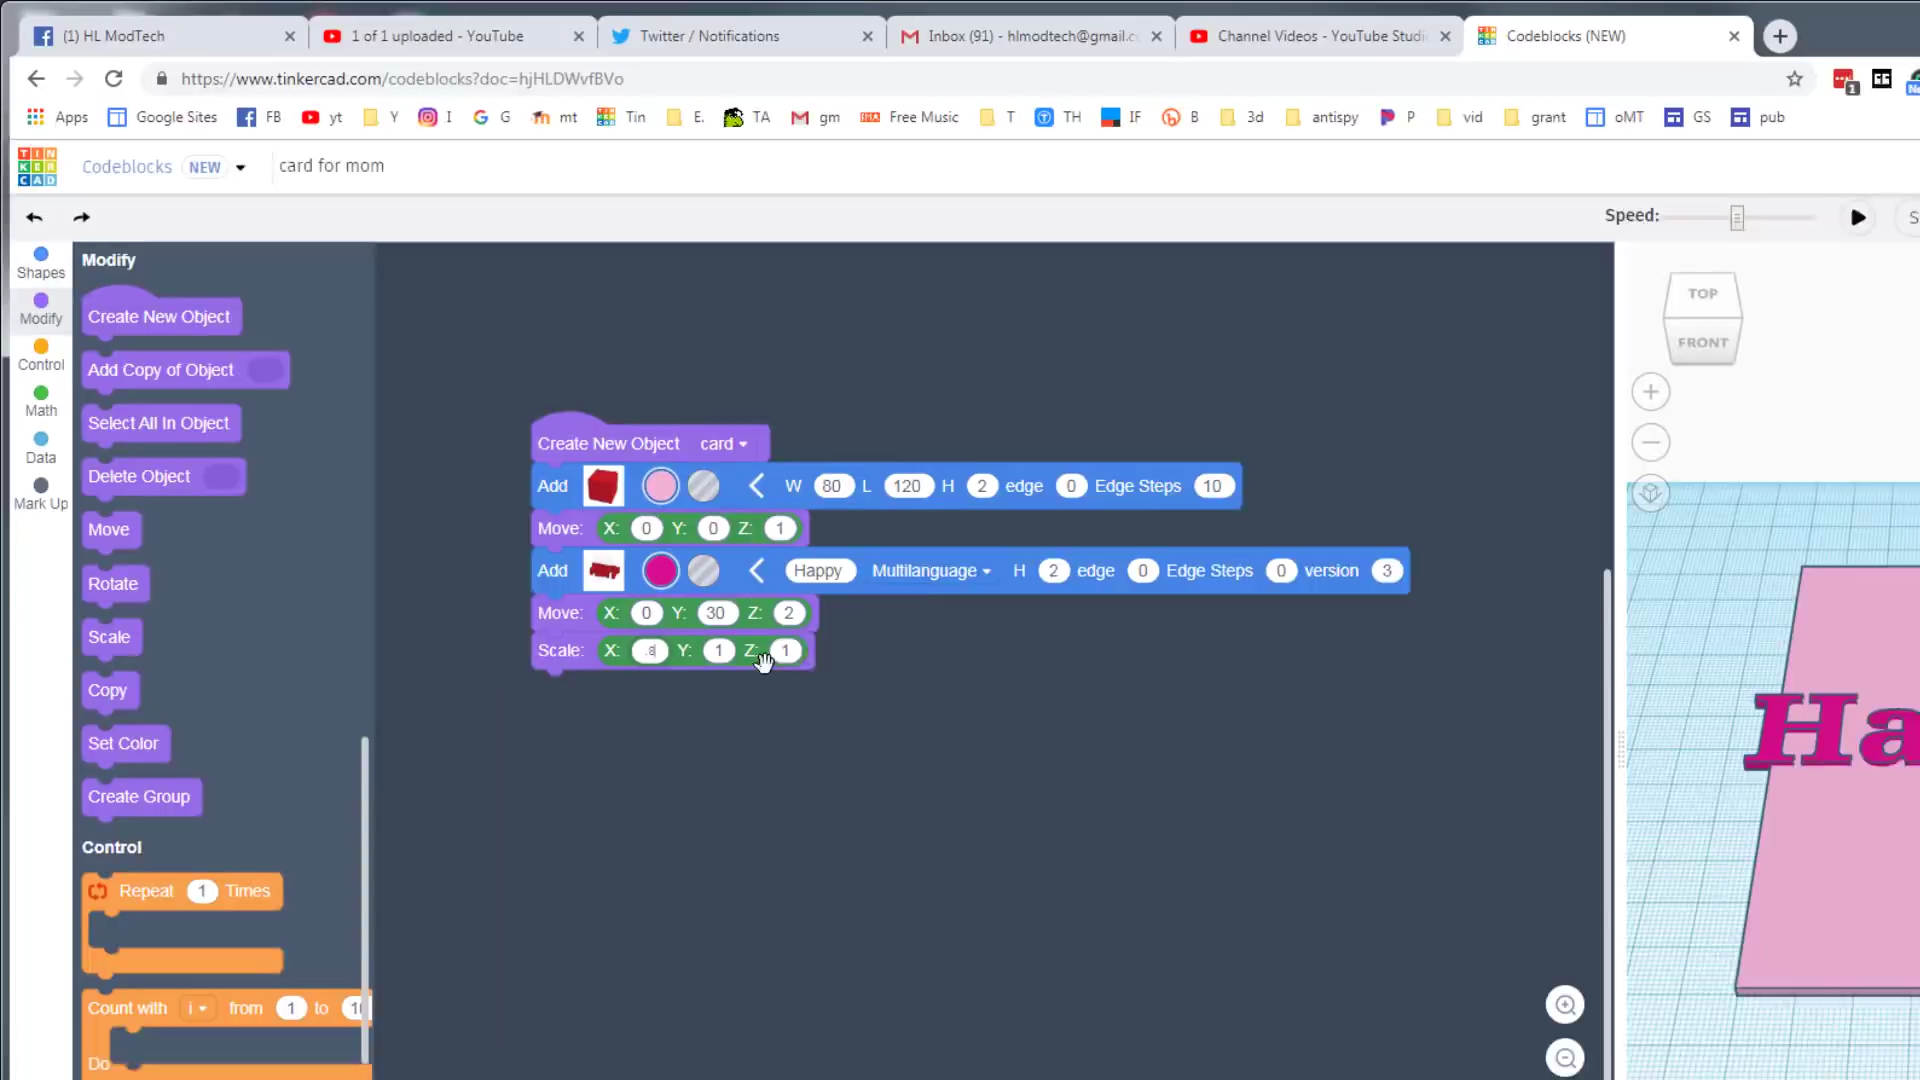 (1) HL ModTech
1 of 1 uploaded - YouTube
Twitter / Notifications
Inbox (91) - hlmodtech@gmail.c
Channel Videos - YouTube Studi
Codeblocks (NEW)
https://www.tinkercad.com/codeblocks?doc=hjHLDWvfBVo
Apps Google Sites FB yt Y I G mt Tin E. TA gm Free Music T TH IF B 3d antispy P vid grant oMT GS pub
TIN KER CAD
Codeblocks NEW card for mom
Speed:
Shapes
Modify
Control
Math
Data
Mark Up
Modify
Create New Object
Add Copy of Object
Select All In Object
Delete Object
Move
Rotate
Scale
Copy
Set Color
Create Group
Control
Repeat 1 Times
Count with i from 1 to 10
Do
Create New Object card
Add W 80 L 120 H 2 edge 0 Edge Steps 10
Move: X: 0 Y: 0 Z: 1
Add Happy Multilanguage H 2 edge 0 Edge Steps 0 version 3
Move: X: 0 Y: 30 Z: 2
Scale: X: .8 Y: 1 Z: 1
TOP
FRONT
Ha